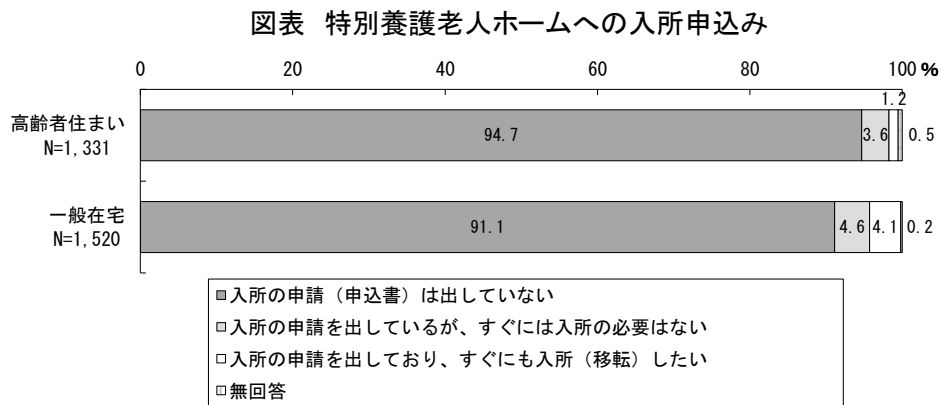 図表 特別養護老人ホームへの入所申込み
0 20 40 60 80 100 %
1.2
高齢者住まい
N=1,331
94.7 3.6 0.5
一般在宅
N=1,520
91.1 4.6 4.1 0.2
入所の申請（申込書）は出していない
入所の申請を出しているが、すぐには入所の必要はない
入所の申請を出しており、すぐにも入所（移転）したい
無回答